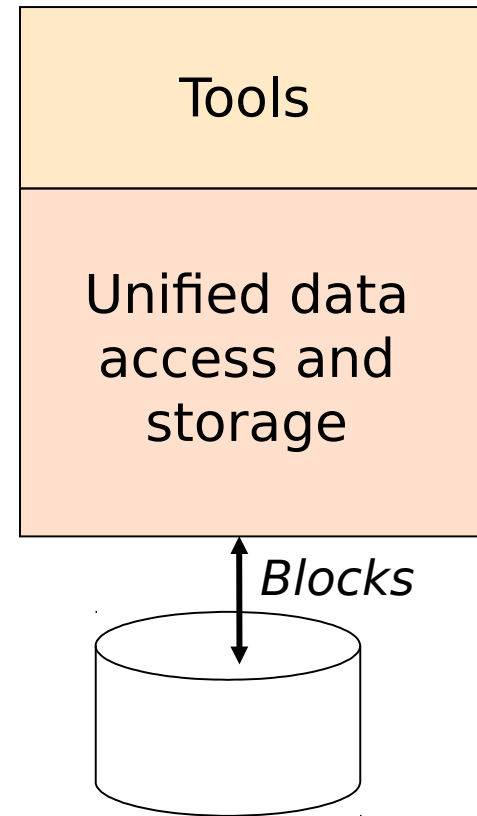 Tools
Unified data
access and
storage
Blocks